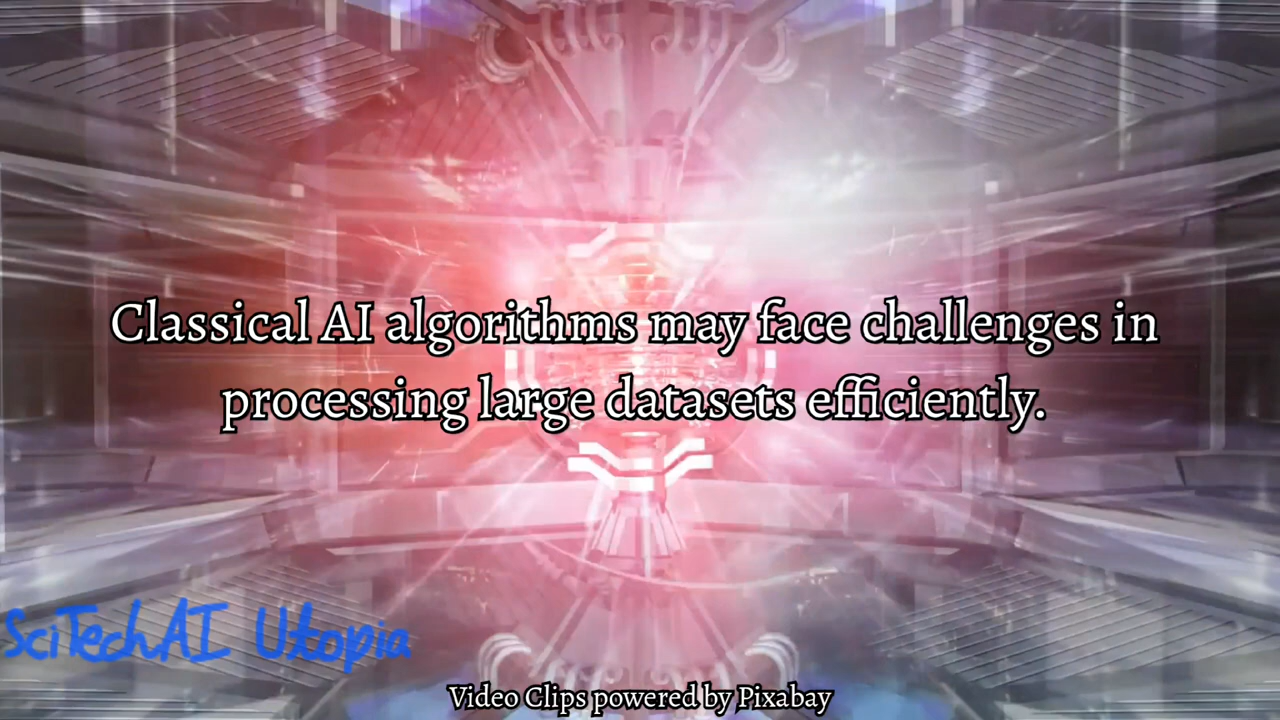 Classical AI algorithms may face challenges in
processing large datasets efficiently.
SciTechAI Utopia
Video Clips powered by Pixabay